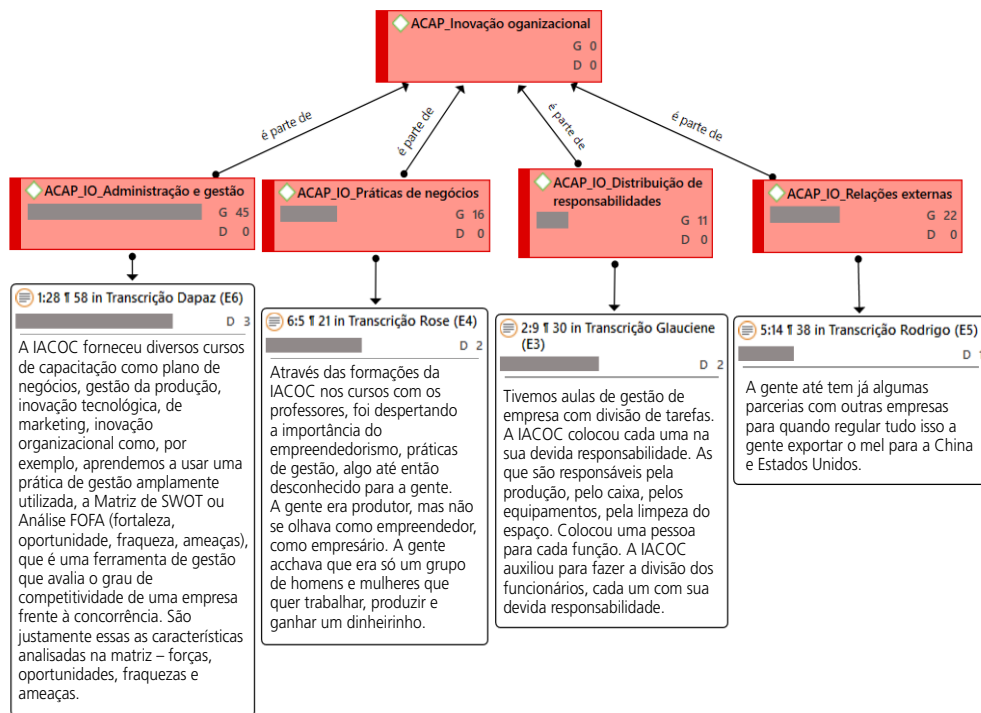 ACAP_Inovação oganizacional
G 0
D 0
é parte de
é parte de
é parte de
é parte de
ACAP_IO_Administração e gestão
G 45
D 0
ACAP_IO_Práticas de negócios
G 16
D 0
ACAP_IO_Distribuição de
responsabilidades
G 11
D 0
ACAP_IO_Relações externas
G 22
D 0
1:28 ¶ 58 in Transcrição Dapaz (E6)
D 3
A IACOC forneceu diversos cursos
de capacitação como plano de
negócios, gestão da produção,
inovação tecnológica, de
marketing, inovação
organizacional como, por
exemplo, aprendemos a usar uma
prática de gestão amplamente
utilizada, a Matriz de SWOT ou
Análise FOFA (fortaleza,
oportunidade, fraqueza, ameaças),
que é uma ferramenta de gestão
que avalia o grau de
competitividade de uma empresa
frente à concorrência. São
justamente essas as características
analisadas na matriz – forças,
oportunidades, fraquezas e
ameaças.
6:5 ¶ 21 in Transcrição Rose (E4)
D 2
Através das formações da
IACOC nos cursos com os
professores, foi despertando
a importância do
empreendedorismo, práticas
de gestão, algo até então
desconhecido para a gente.
A gente era produtor, mas não
se olhava como empreendedor,
como empresário. A gente
acchava que era só um grupo
de homens e mulheres que
quer trabalhar, produzir e
ganhar um dinheirinho.
2:9 ¶ 30 in Transcrição Glauciene
(E3)
D 2
Tivemos aulas de gestão de
empresa com divisão de tarefas.
A IACOC colocou cada uma na
sua devida responsabilidade. As
que são responsáveis pela
produção, pelo caixa, pelos
equipamentos, pela limpeza do
espaço. Colocou uma pessoa
para cada função. A IACOC
auxiliou para fazer a divisão dos
funcionários, cada um com sua
devida responsabilidade.
5:14 ¶ 38 in Transcrição Rodrigo (E5)
D 1
A gente até tem já algumas
parcerias com outras empresas
para quando regular tudo isso a
gente exportar o mel para a China
e Estados Unidos.